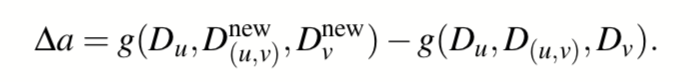 Δa = g(D_u, D^{new}_{(u,v)}, D^{new}_v) − g(D_u, D_{(u,v)}, D_v).